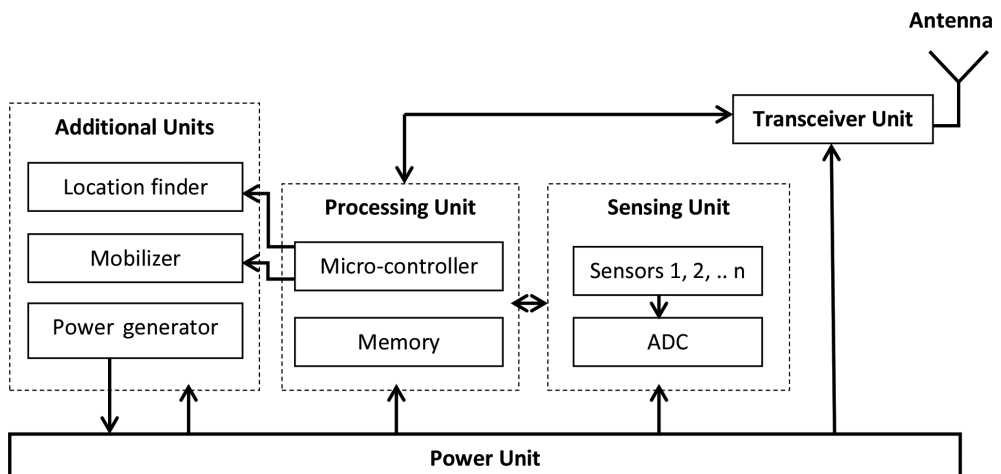 Antenna
Transceiver Unit
Additional Units
Location finder
Mobilizer
Power generator
Processing Unit
Micro-controller
Memory
Sensing Unit
Sensors 1, 2, .. n
ADC
Power Unit